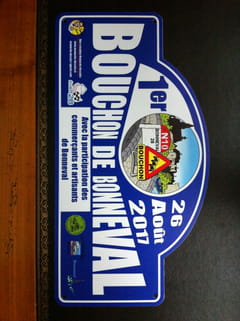 1er
N10
BOUCHON
26
Août
2017
BOUCHON DE BONNEVAL
Avec la participation des
commerçants et artisans
de Bonneval